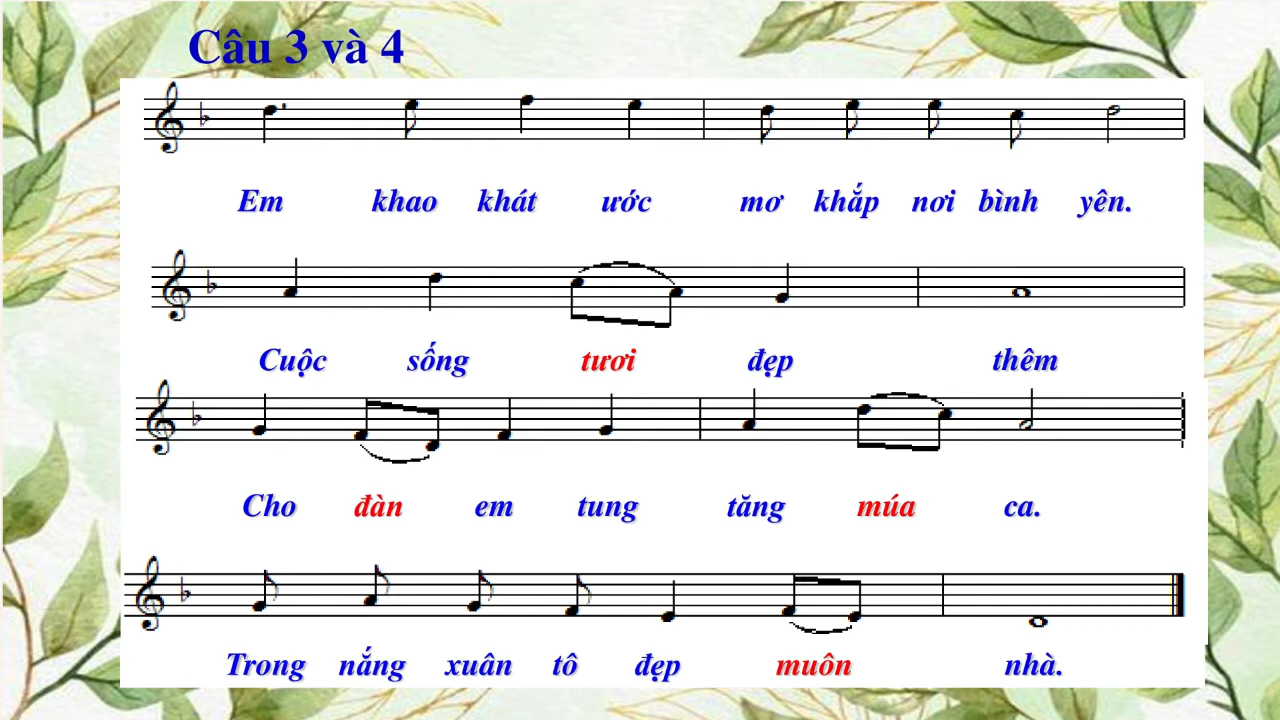 Câu 3 và 4
Em khao khát ước mơ khắp nơi bình yên.
Cuộc sống tươi đẹp thêm
Cho đàn em tung tăng múa ca.
Trong nắng xuân tô đẹp muôn nhà.